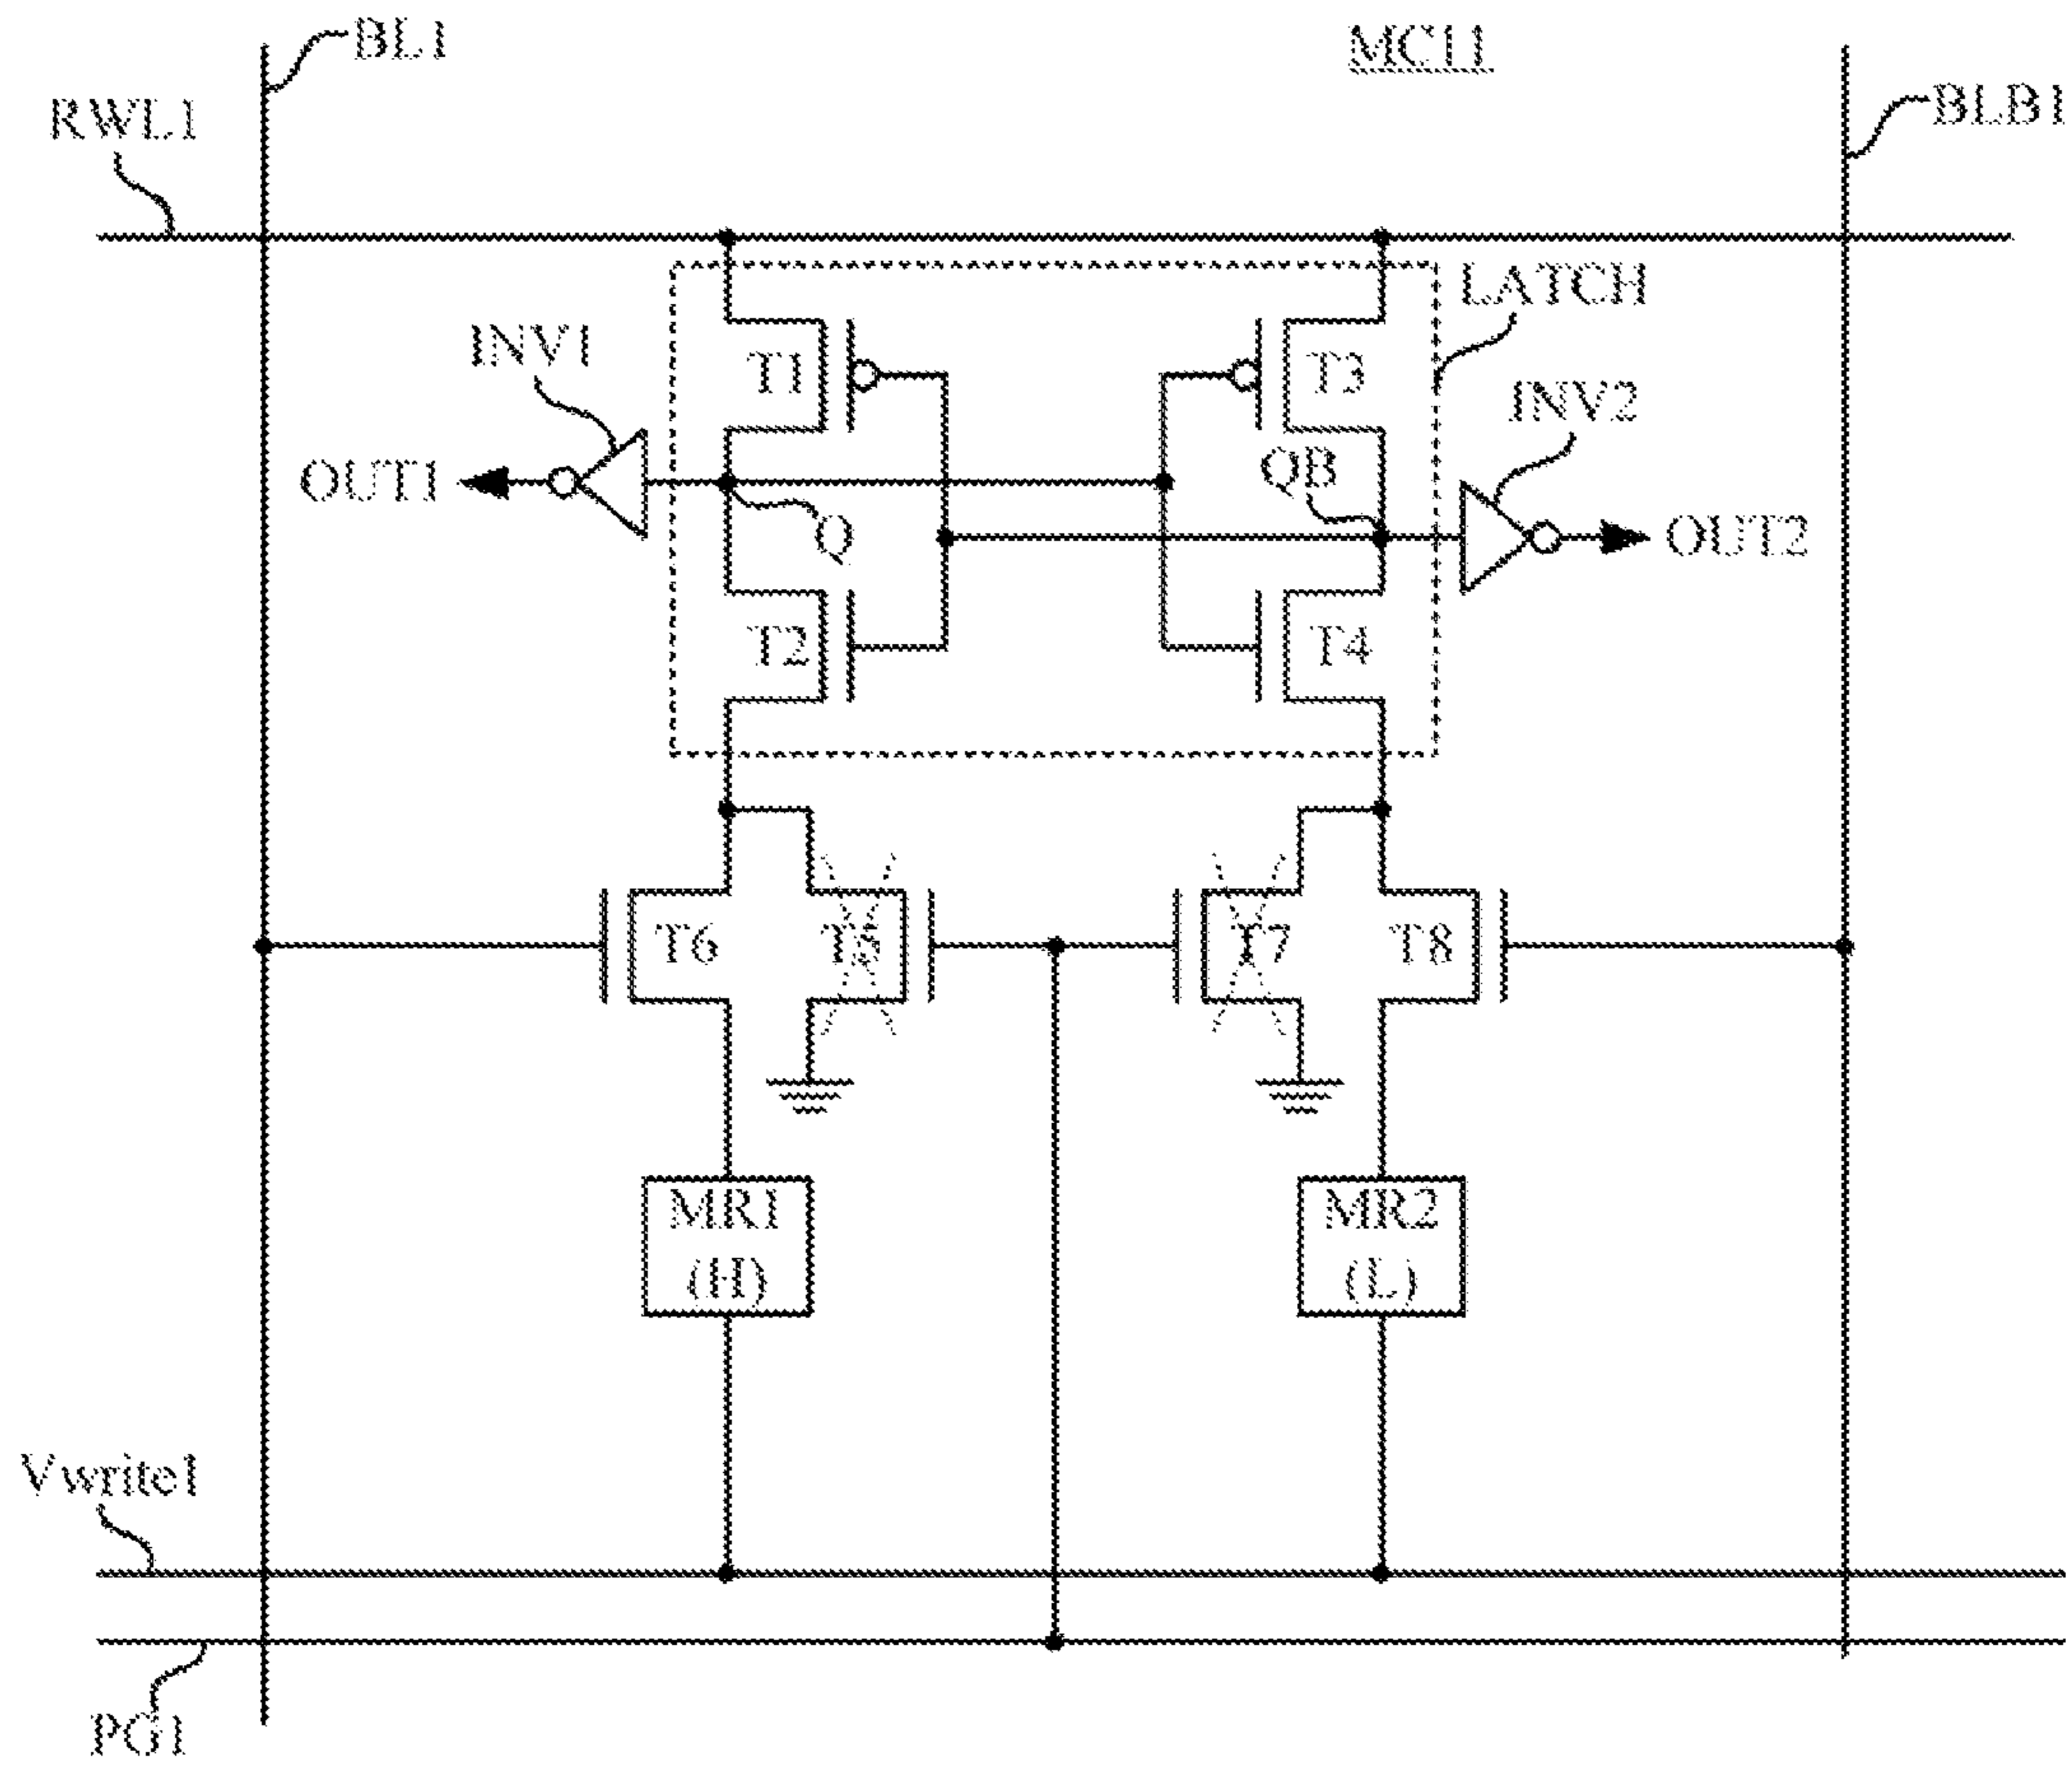 BL1
MC11
BLB1
RWL1
LATCH
INV1
T1
T3
INV2
OUT1
QB
Q
OUT2
T2
T4
T6
T5
T7
T8
MR1
(H)
MR2
(L)
Vwrite1
PG1